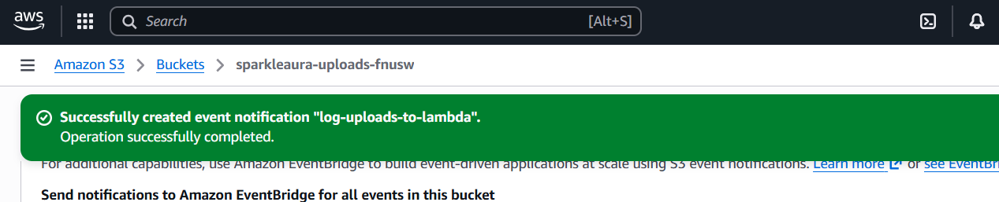 aws
Search [Alt+S]
Amazon S3 > Buckets > sparkleaura-uploads-fnusw
Successfully created event notification "log-uploads-to-lambda".
Operation successfully completed.
For additional capabilities, use Amazon EventBridge to build event-driven applications at scale using S3 event notifications. Learn more or see EventBri
Send notifications to Amazon EventBridge for all events in this bucket